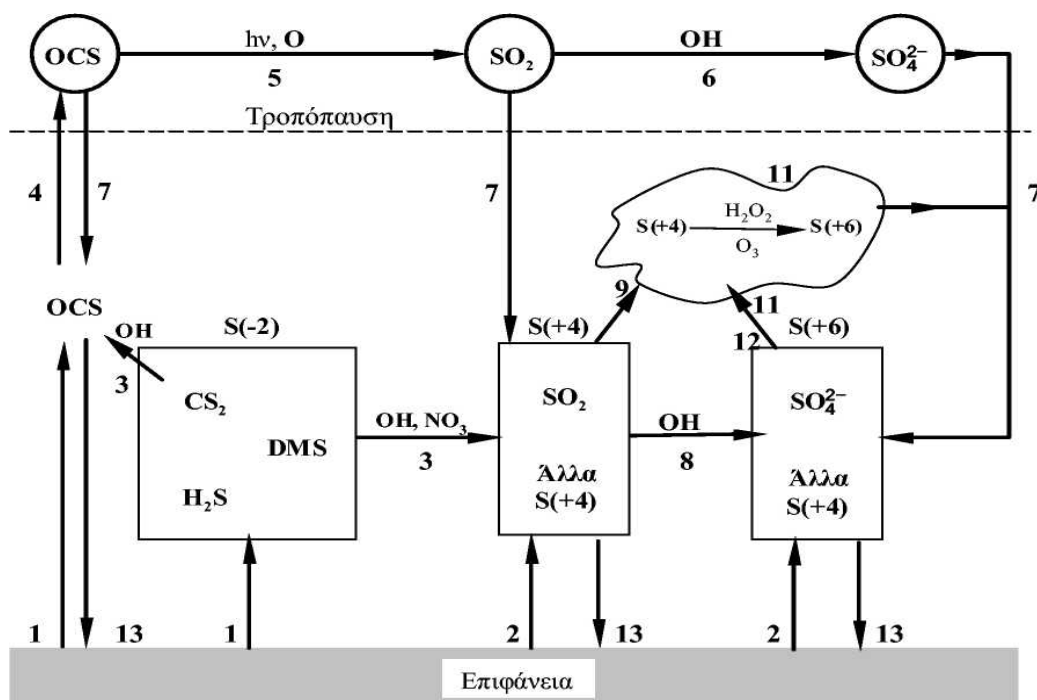 OCS
hν, O
5
SO₂
OH
6
SO₄²⁻
Τροπόπαυση
4
7
7
11
7
S(+4)
H₂O₂
O₃
S(+6)
9
11
12
OCS
OH
3
S(-2)
S(+4)
S(+6)
CS₂
DMS
H₂S
OH, NO₃
3
SO₂
Άλλα
S(+4)
OH
8
SO₄²⁻
Άλλα
S(+4)
1
13
1
2
13
2
13
Επιφάνεια